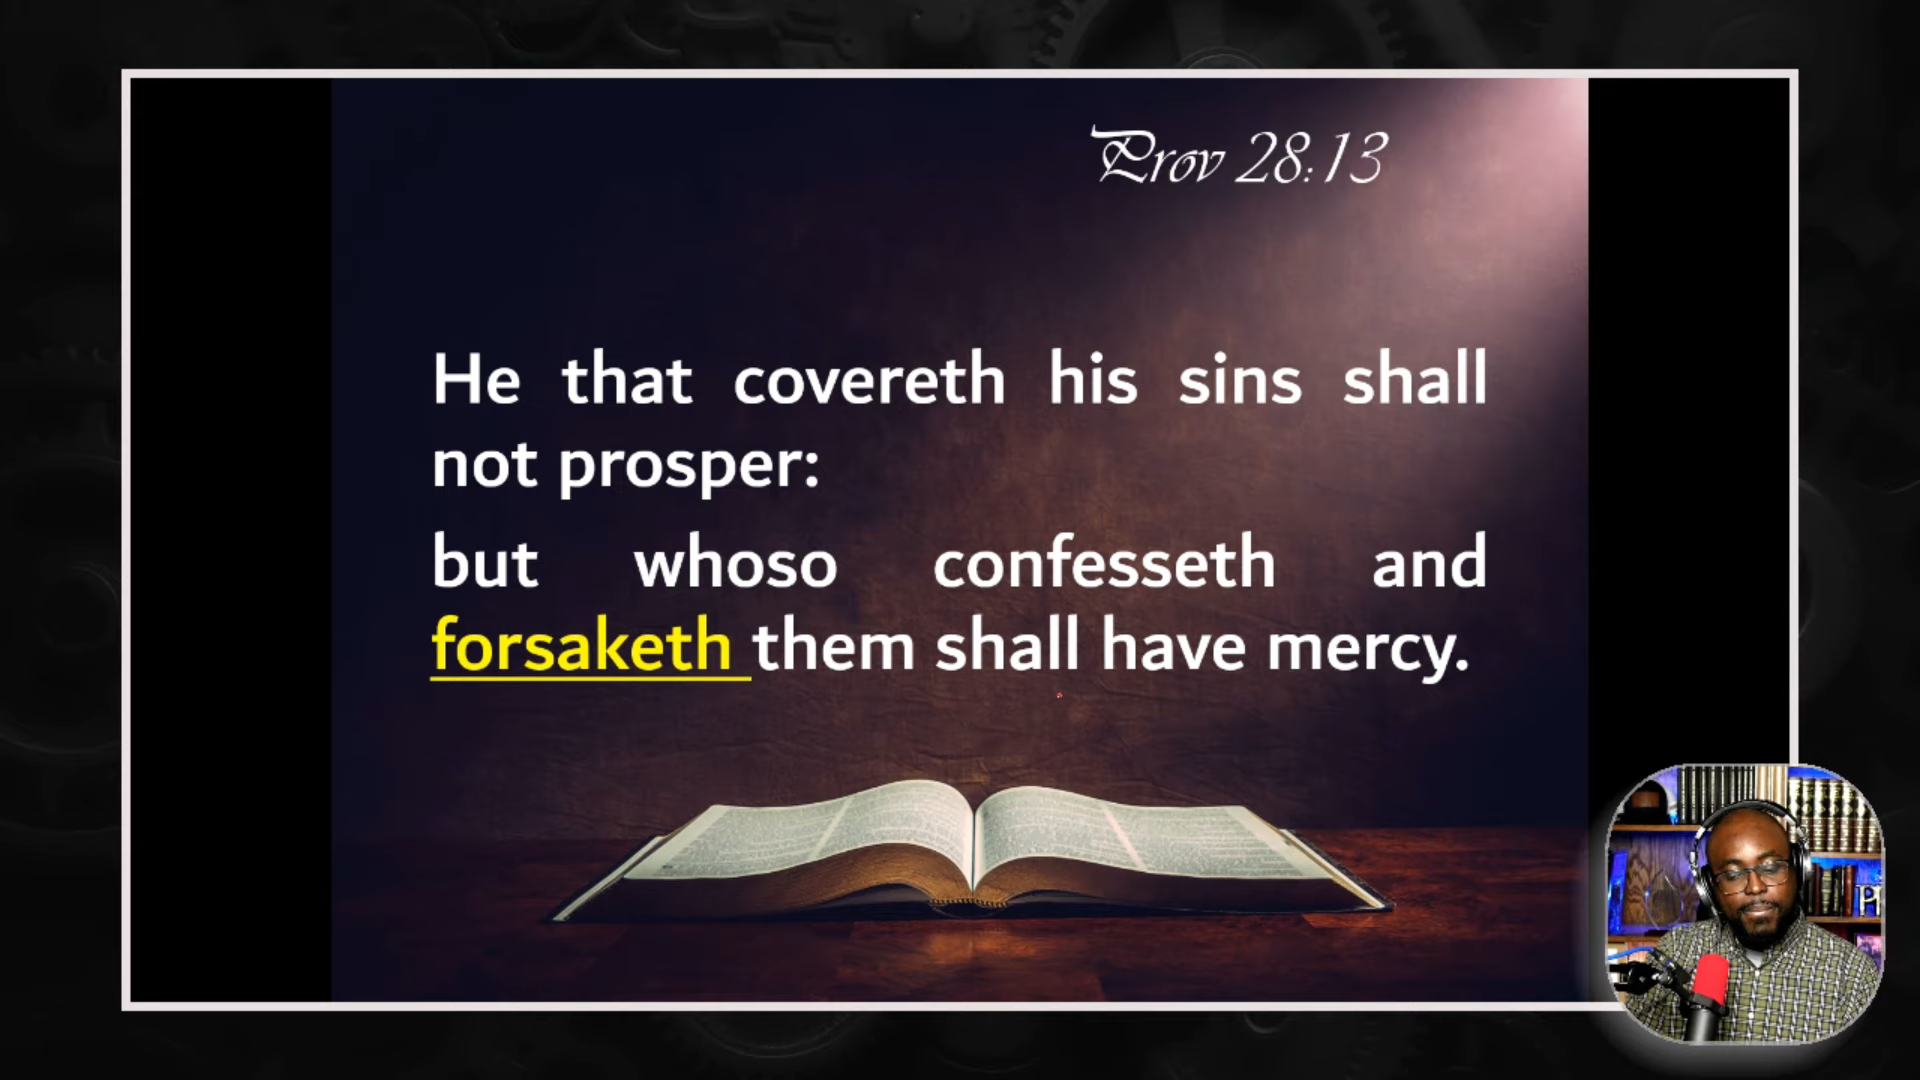 Prov 28:13
He that covereth his sins shall
not prosper:
but whoso confesseth and
forsaketh them shall have mercy.